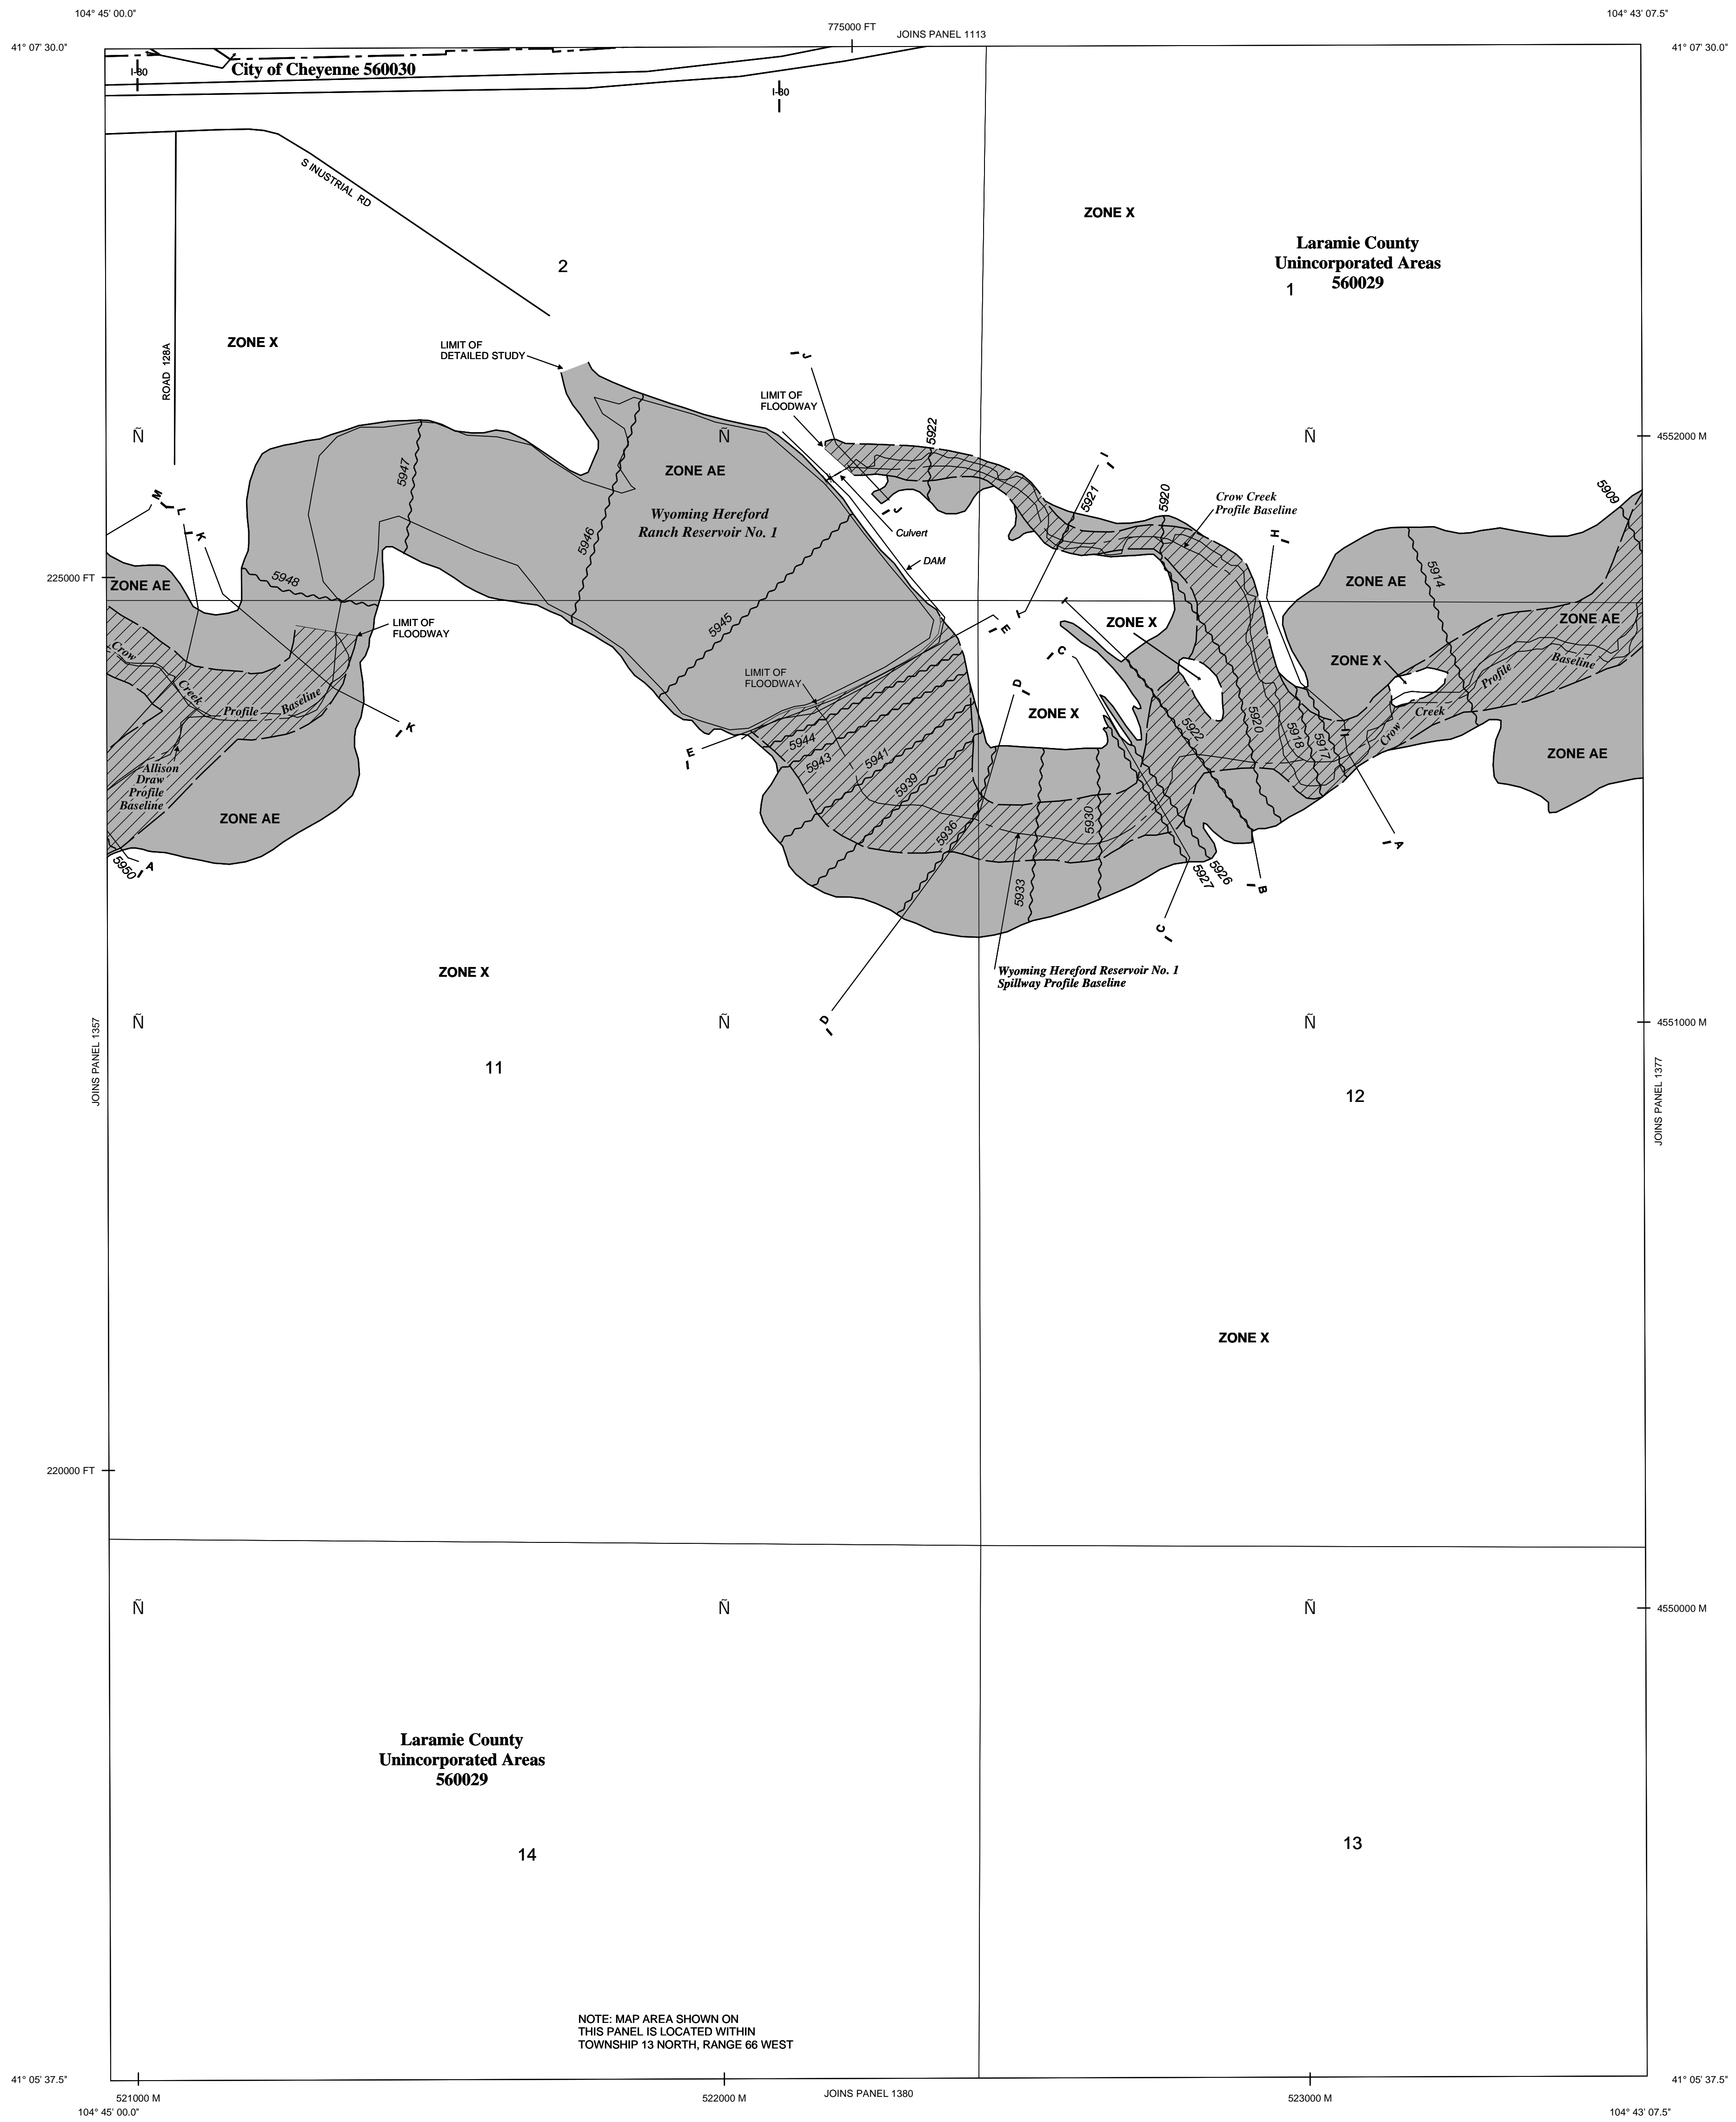 104° 45' 00.0"
104° 43' 07.5"
775000 FT
JOINS PANEL 1113
41° 07' 30.0"
41° 07' 30.0"
I-80
City of Cheyenne 560030
I-80
S INUSTRIAL RD
ZONE X
Laramie County
Unincorporated Areas
560029
2
1
ROAD 128A
ZONE X
LIMIT OF
DETAILED STUDY
J
LIMIT OF
FLOODWAY
5922
Ñ
Ñ
Ñ
4552000 M
5947
ZONE AE
I
5921
5920
5909
M
L
K
Wyoming Hereford
Ranch Reservoir No. 1
J
Crow Creek
Profile Baseline
5946
Culvert
H
DAM
225000 FT
ZONE AE
5948
ZONE AE
5914
LIMIT OF
FLOODWAY
5945
E
I
I
ZONE X
ZONE AE
Crow
C
ZONE X
Baseline
LIMIT OF
FLOODWAY
Profile
Creek
Baseline
Profile
D
ZONE X
Creek
K
5922
5920
5918
5917
H
Crow
E
5944
5943
5941
ZONE AE
Allison
Draw
Profile
Baseline
5939
ZONE AE
5936
5930
A
5950
A
5933
5927
5926
B
C
ZONE X
Wyoming Hereford Reservoir No. 1
Spillway Profile Baseline
D
Ñ
Ñ
Ñ
4551000 M
JOINS PANEL 1357
JOINS PANEL 1377
11
12
ZONE X
220000 FT
Ñ
Ñ
Ñ
4550000 M
Laramie County
Unincorporated Areas
560029
14
13
NOTE: MAP AREA SHOWN ON
THIS PANEL IS LOCATED WITHIN
TOWNSHIP 13 NORTH, RANGE 66 WEST
41° 05' 37.5"
41° 05' 37.5"
521000 M
522000 M
JOINS PANEL 1380
523000 M
104° 45' 00.0"
104° 43' 07.5"